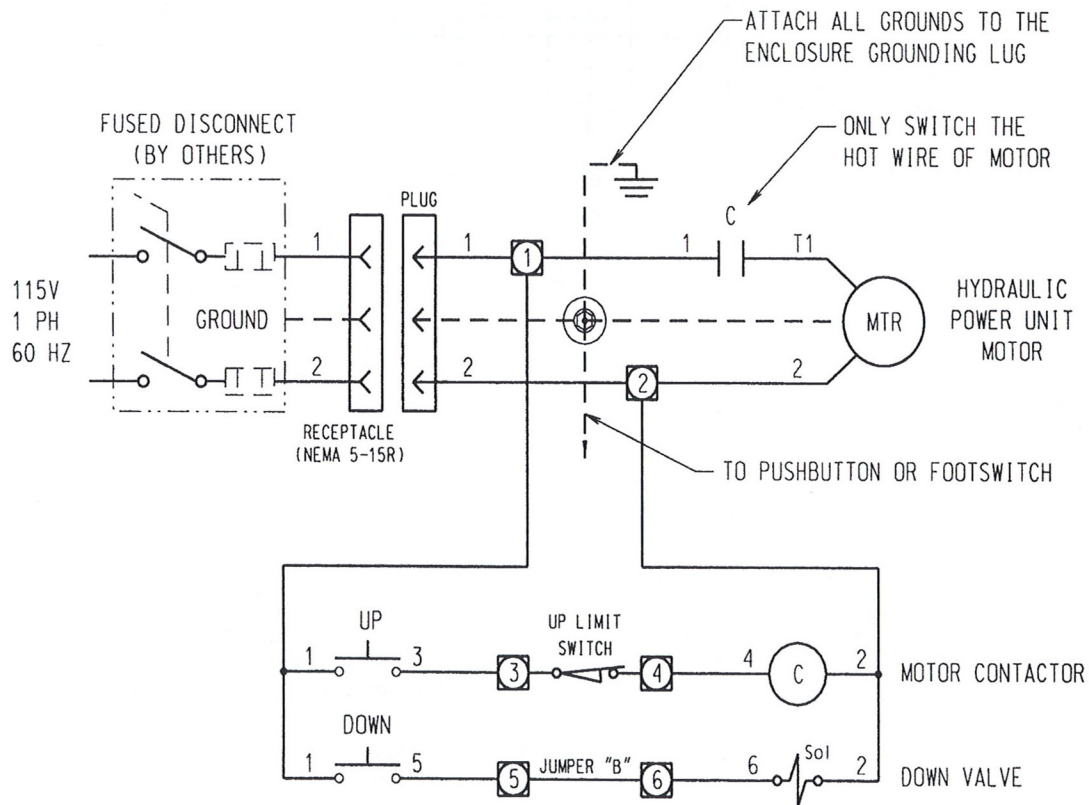 ATTACH ALL GROUNDS TO THE
ENCLOSURE GROUNDING LUG
FUSED DISCONNECT
(BY OTHERS)
ONLY SWITCH THE
HOT WIRE OF MOTOR
PLUG
C
1
1
1
1
T1
115V
1 PH
60 HZ
GROUND
MTR
HYDRAULIC
POWER UNIT
MOTOR
2
2
2
2
RECEPTACLE
(NEMA 5-15R)
TO PUSHBUTTON OR FOOTSWITCH
UP
UP LIMIT
SWITCH
1
3
3
4
4
C
2
MOTOR CONTACTOR
DOWN
1
5
5
JUMPER "B"
6
6
Sol
2
DOWN VALVE